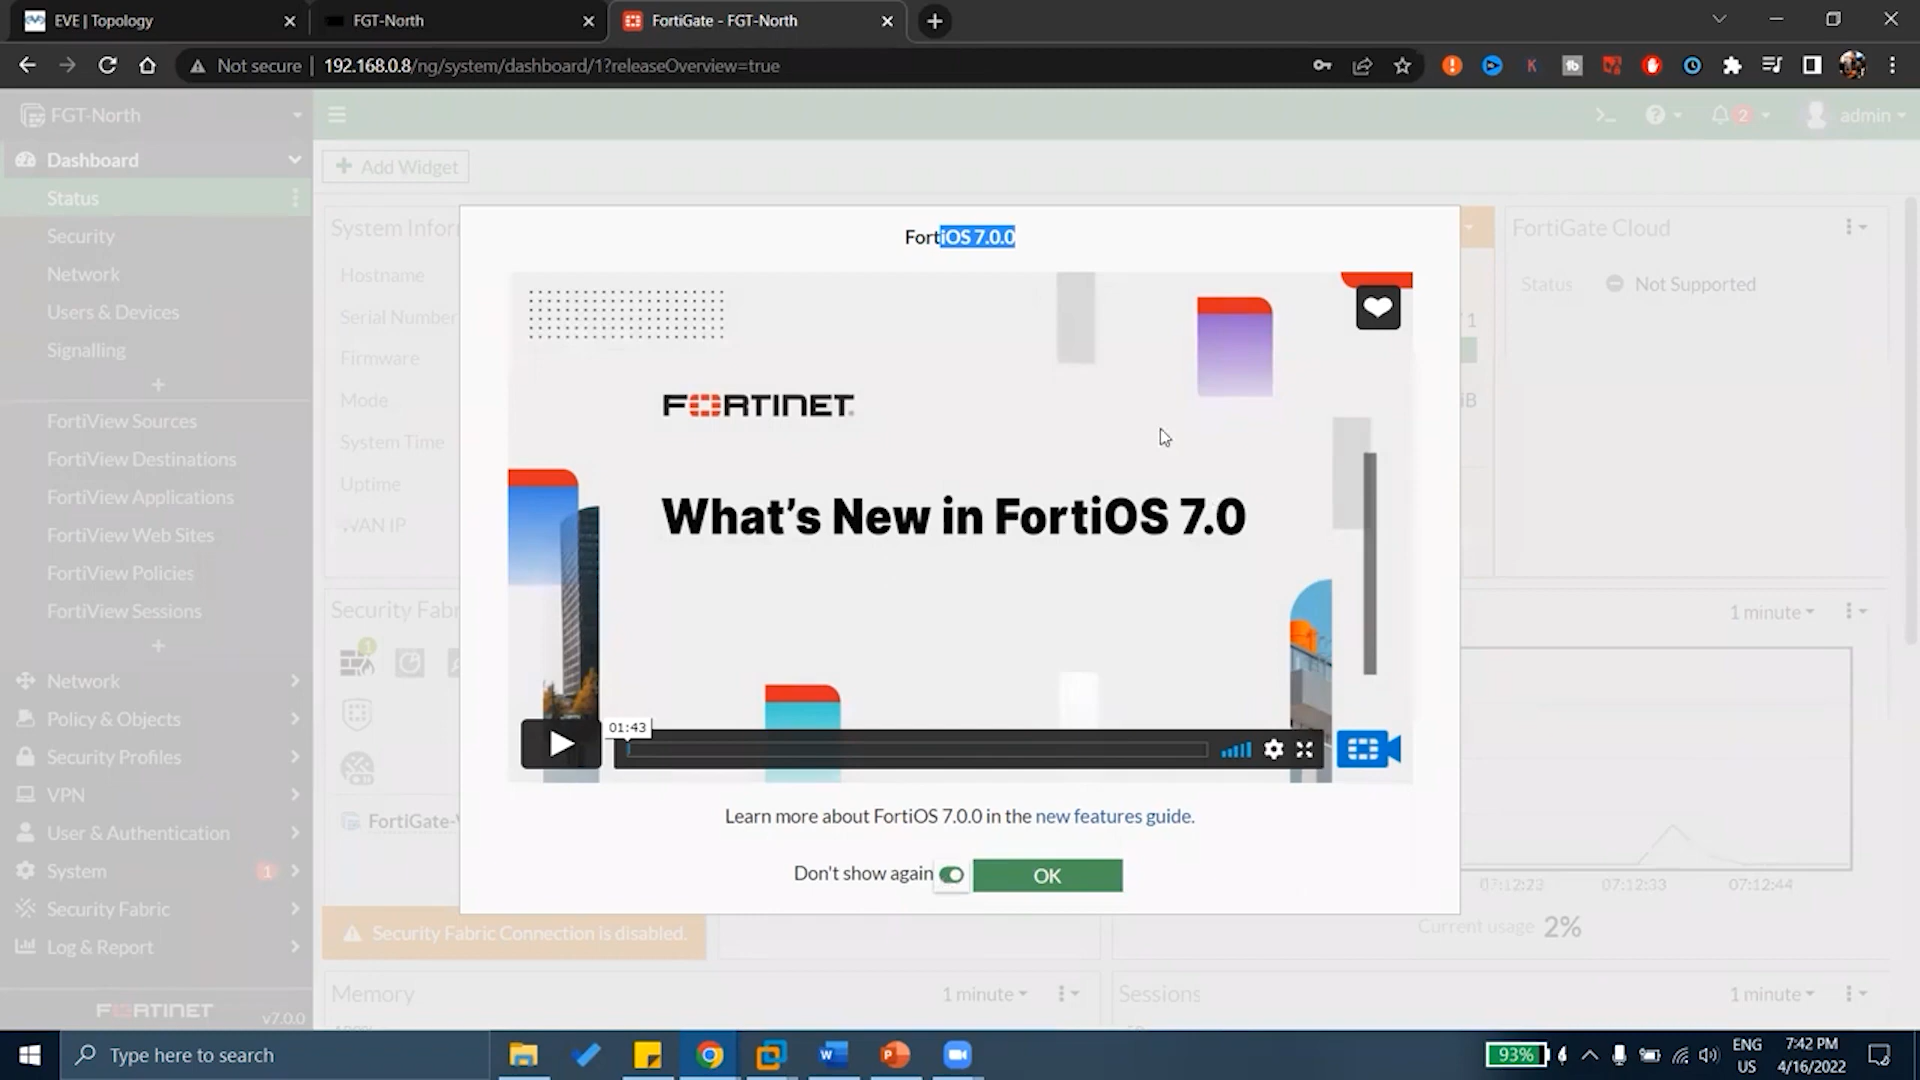 EVE | Topology
FGT-North
FortiGate - FGT-North
Not secure
192.168.0.8/ng/system/dashboard/1?releaseOverview=true
FGT-North
2
admin
Dashboard
Add Widget
Status
Security
Network
Users & Devices
Signalling
FortiView Sources
FortiView Destinations
FortiView Applications
FortiView Web Sites
FortiView Policies
FortiView Sessions
Network
Policy & Objects
Security Profiles
VPN
User & Authentication
System
1
Security Fabric
Log & Report
FORTINET
v7.0.0
System Infor
Hostname
Serial Number
Firmware
Mode
System Time
Uptime
WAN IP
FortiGate Cloud
Status
Not Supported
Security Fabr
1
FortiGate-
Security Fabric Connection is disabled.
FortiOS 7.0.0
FORTINET
What's New in FortiOS 7.0
01:43
Learn more about FortiOS 7.0.0 in the new features guide.
Don't show again
OK
1 minute
07:12:23
07:12:33
07:12:44
Current usage 2%
Memory
1 minute
Sessions
1 minute
Type here to search
93%
ENG
US
7:42 PM
4/16/2022